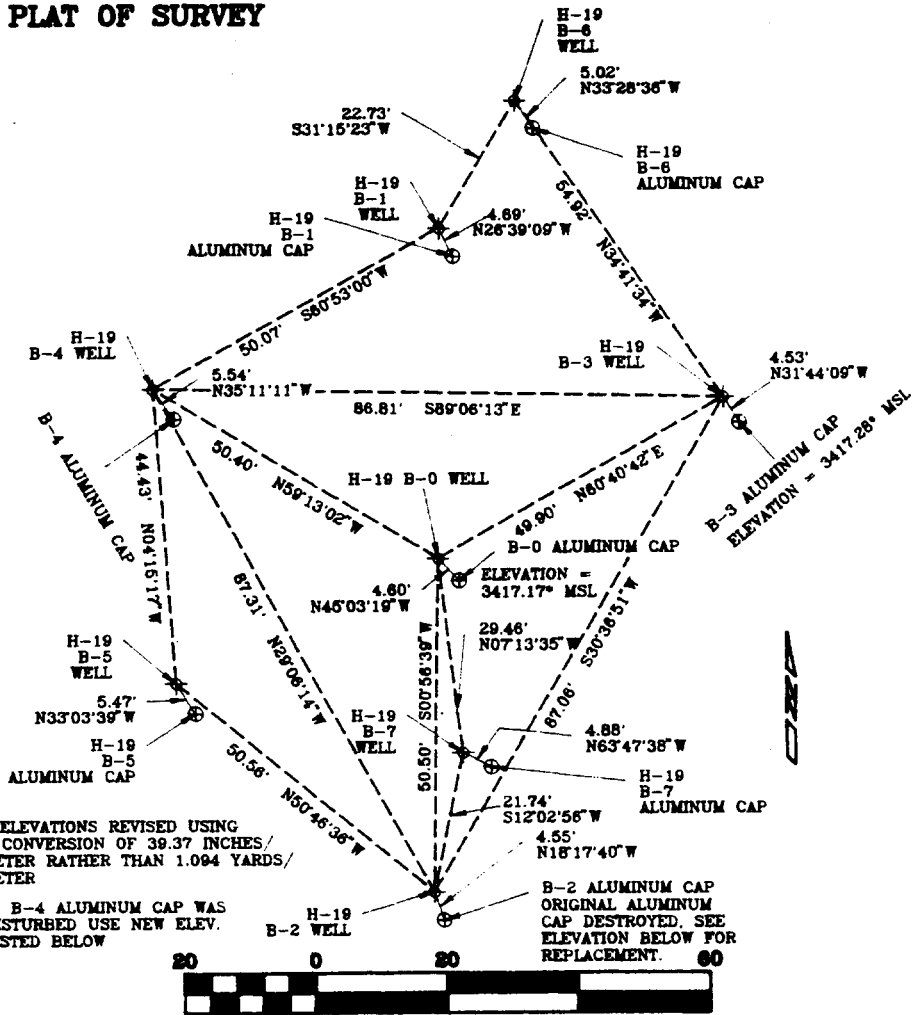 PLAT OF SURVEY
H-19
B-6
WELL
5.02'
N33°28'36"W
22.73'
S31°15'23"W
H-19
B-6
ALUMINUM CAP
H-19
B-1
WELL
4.69'
N26°39'09"W
H-19
B-1
ALUMINUM CAP
54.92' N34°41'34"W
50.07' S60°53'00"W
H-19
B-4 WELL
H-19
B-3 WELL
4.53'
N31°44'09"W
5.54'
N35°11'11"W
86.81' S89°06'13"E
B-4 ALUMINUM CAP
B-3 ALUMINUM CAP
ELEVATION = 3417.28* MSL
50.40' N59°13'02"W
H-19 B-0 WELL
49.90' N60°40'42"E
44.43' N04°15'17"W
B-0 ALUMINUM CAP
ELEVATION =
3417.17* MSL
4.60'
N45°03'19"W
87.31' N29°06'14"W
29.46'
N07°13'35"W
87.06' S30°36'51"W
H-19
B-5
WELL
5.47'
N33°03'39"W
H-19
B-5
ALUMINUM CAP
50.50' S00°56'39"W
H-19
B-7
WELL
4.88'
N63°47'38"W
H-19
B-7
ALUMINUM CAP
50.56' N50°46'36"W
21.74'
S12°02'56"W
4.55'
N18°17'40"W
ELEVATIONS REVISED USING
CONVERSION OF 39.37 INCHES/
ETER RATHER THAN 1.094 YARDS/
ETER
B-4 ALUMINUM CAP WAS
STURBED USE NEW ELEV.
STED BELOW
H-19
B-2 WELL
B-2 ALUMINUM CAP
ORIGINAL ALUMINUM
CAP DESTROYED, SEE
ELEVATION BELOW FOR
REPLACEMENT.
N
20 0 20 60